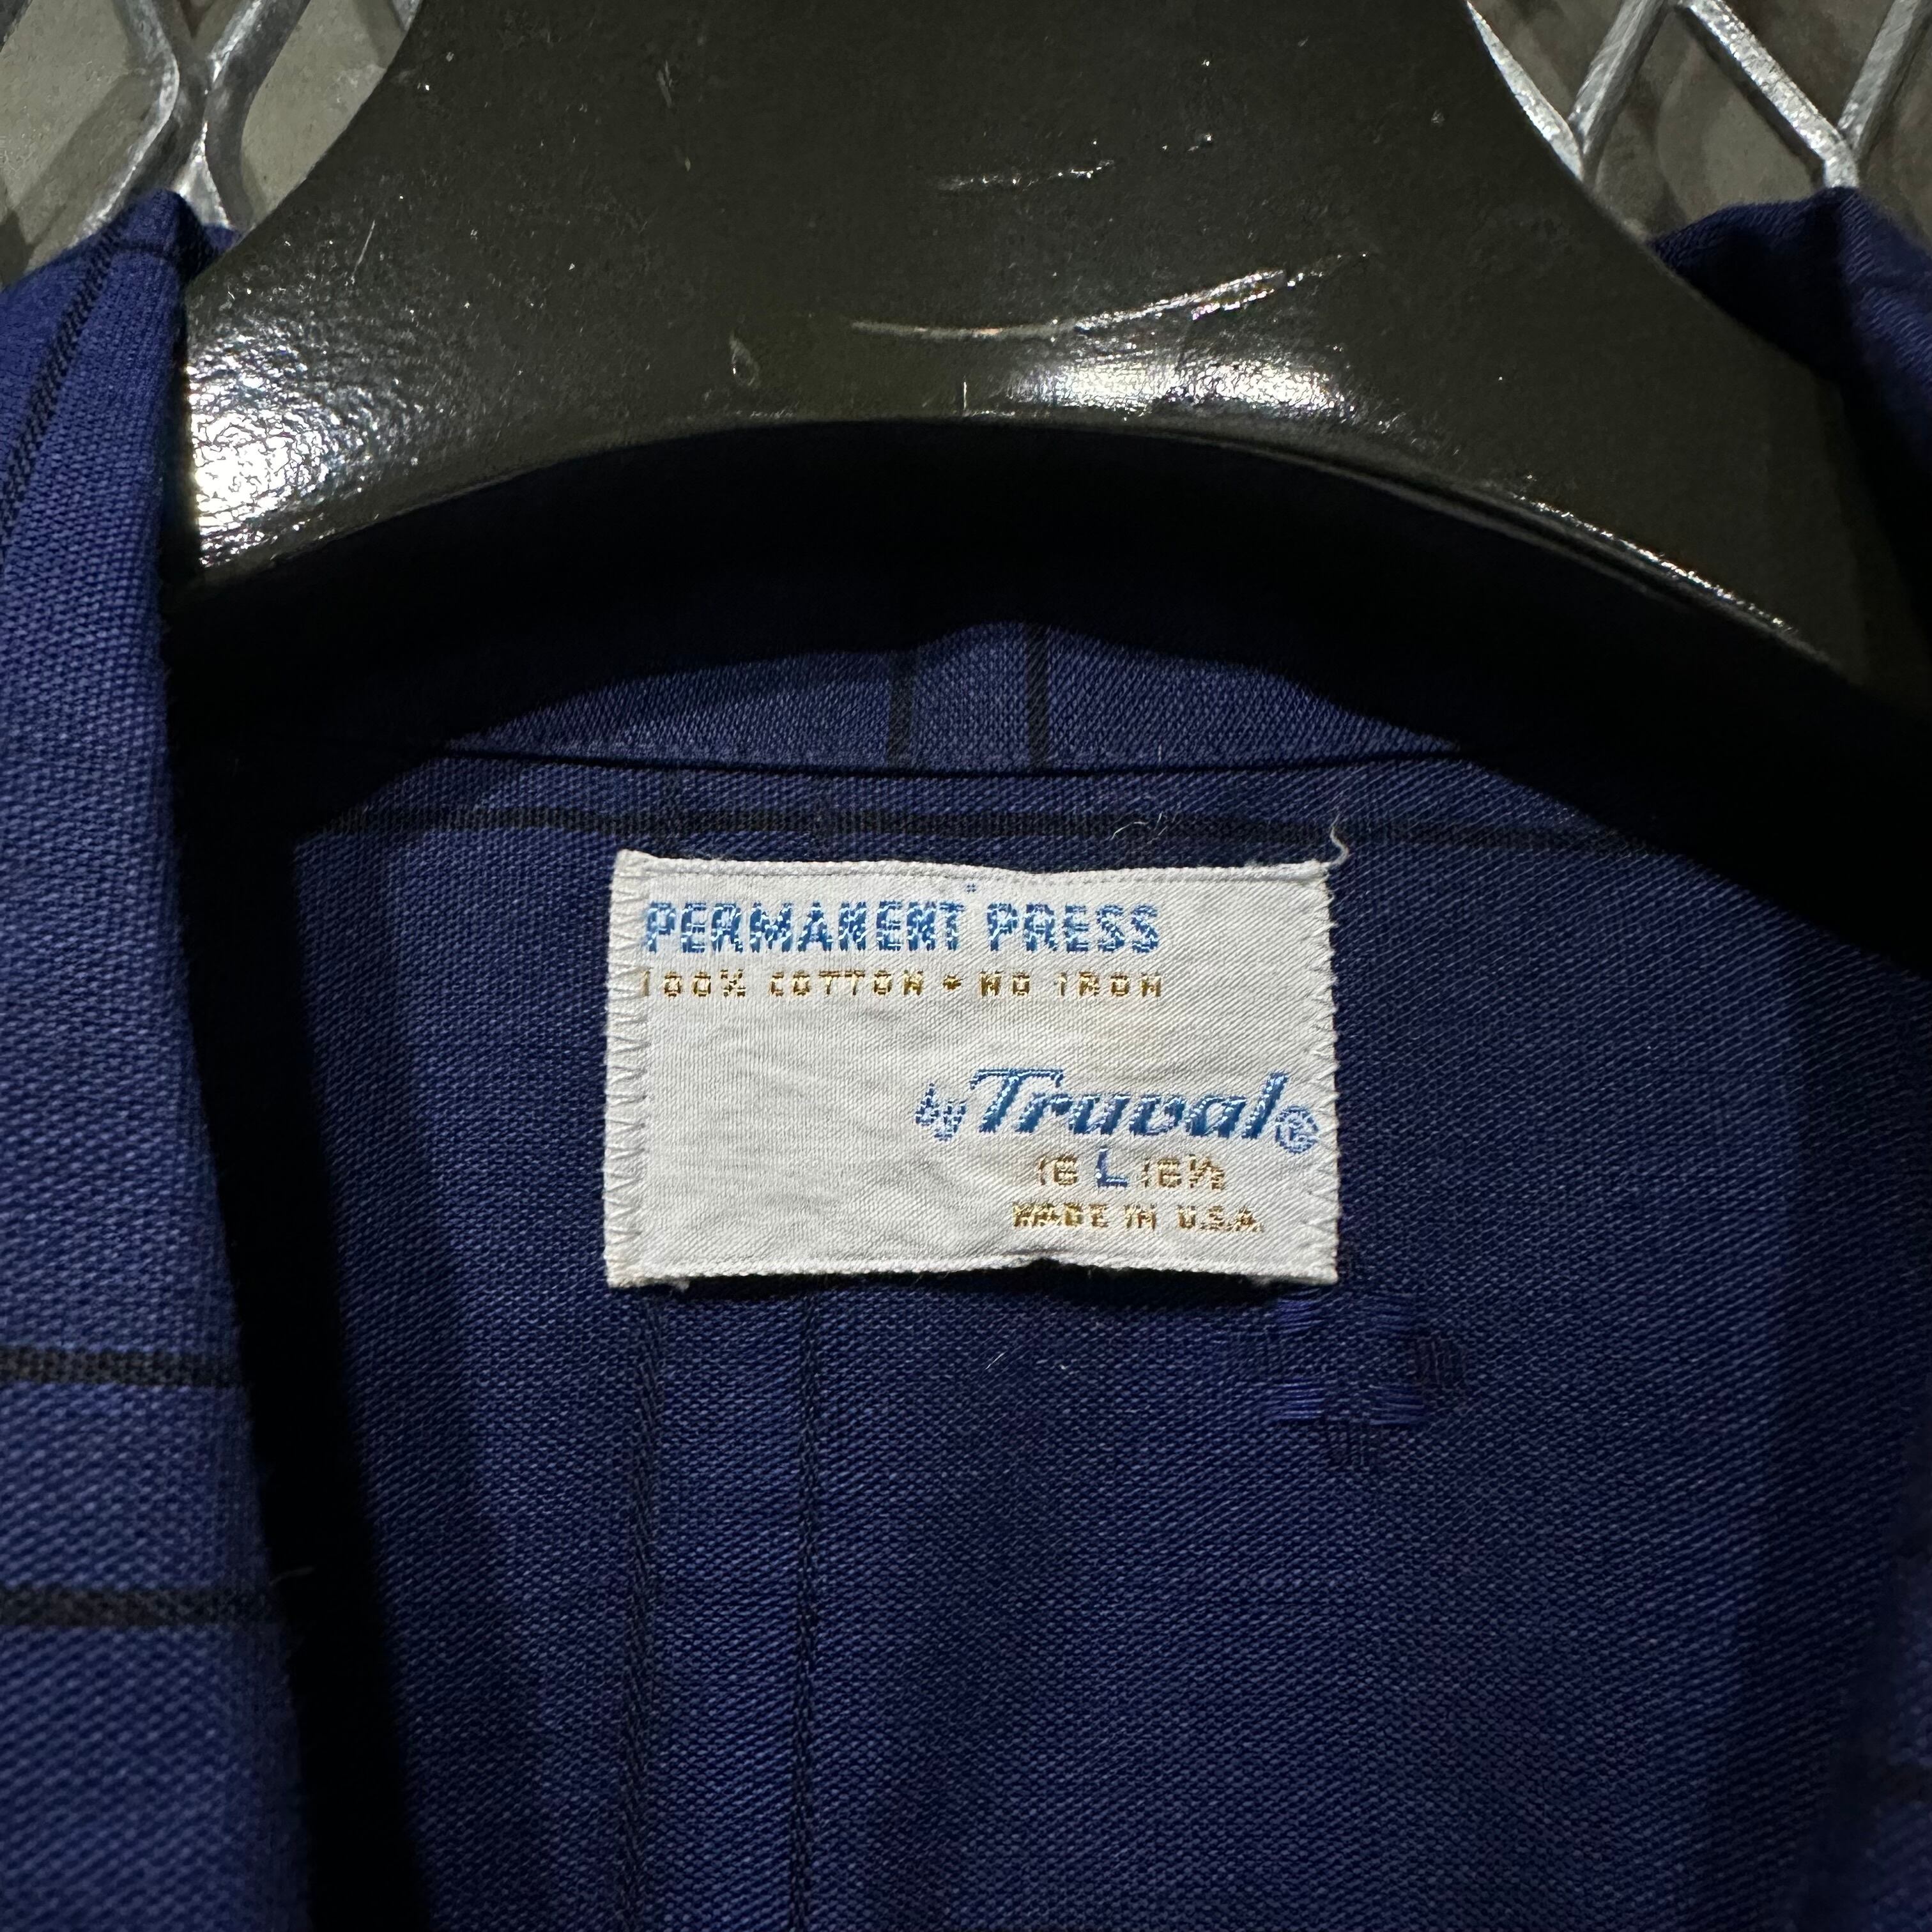 PERMANENT PRESS
100% COTTON • NO IRON
by Truval®
16 L 16½
MADE IN U.S.A.